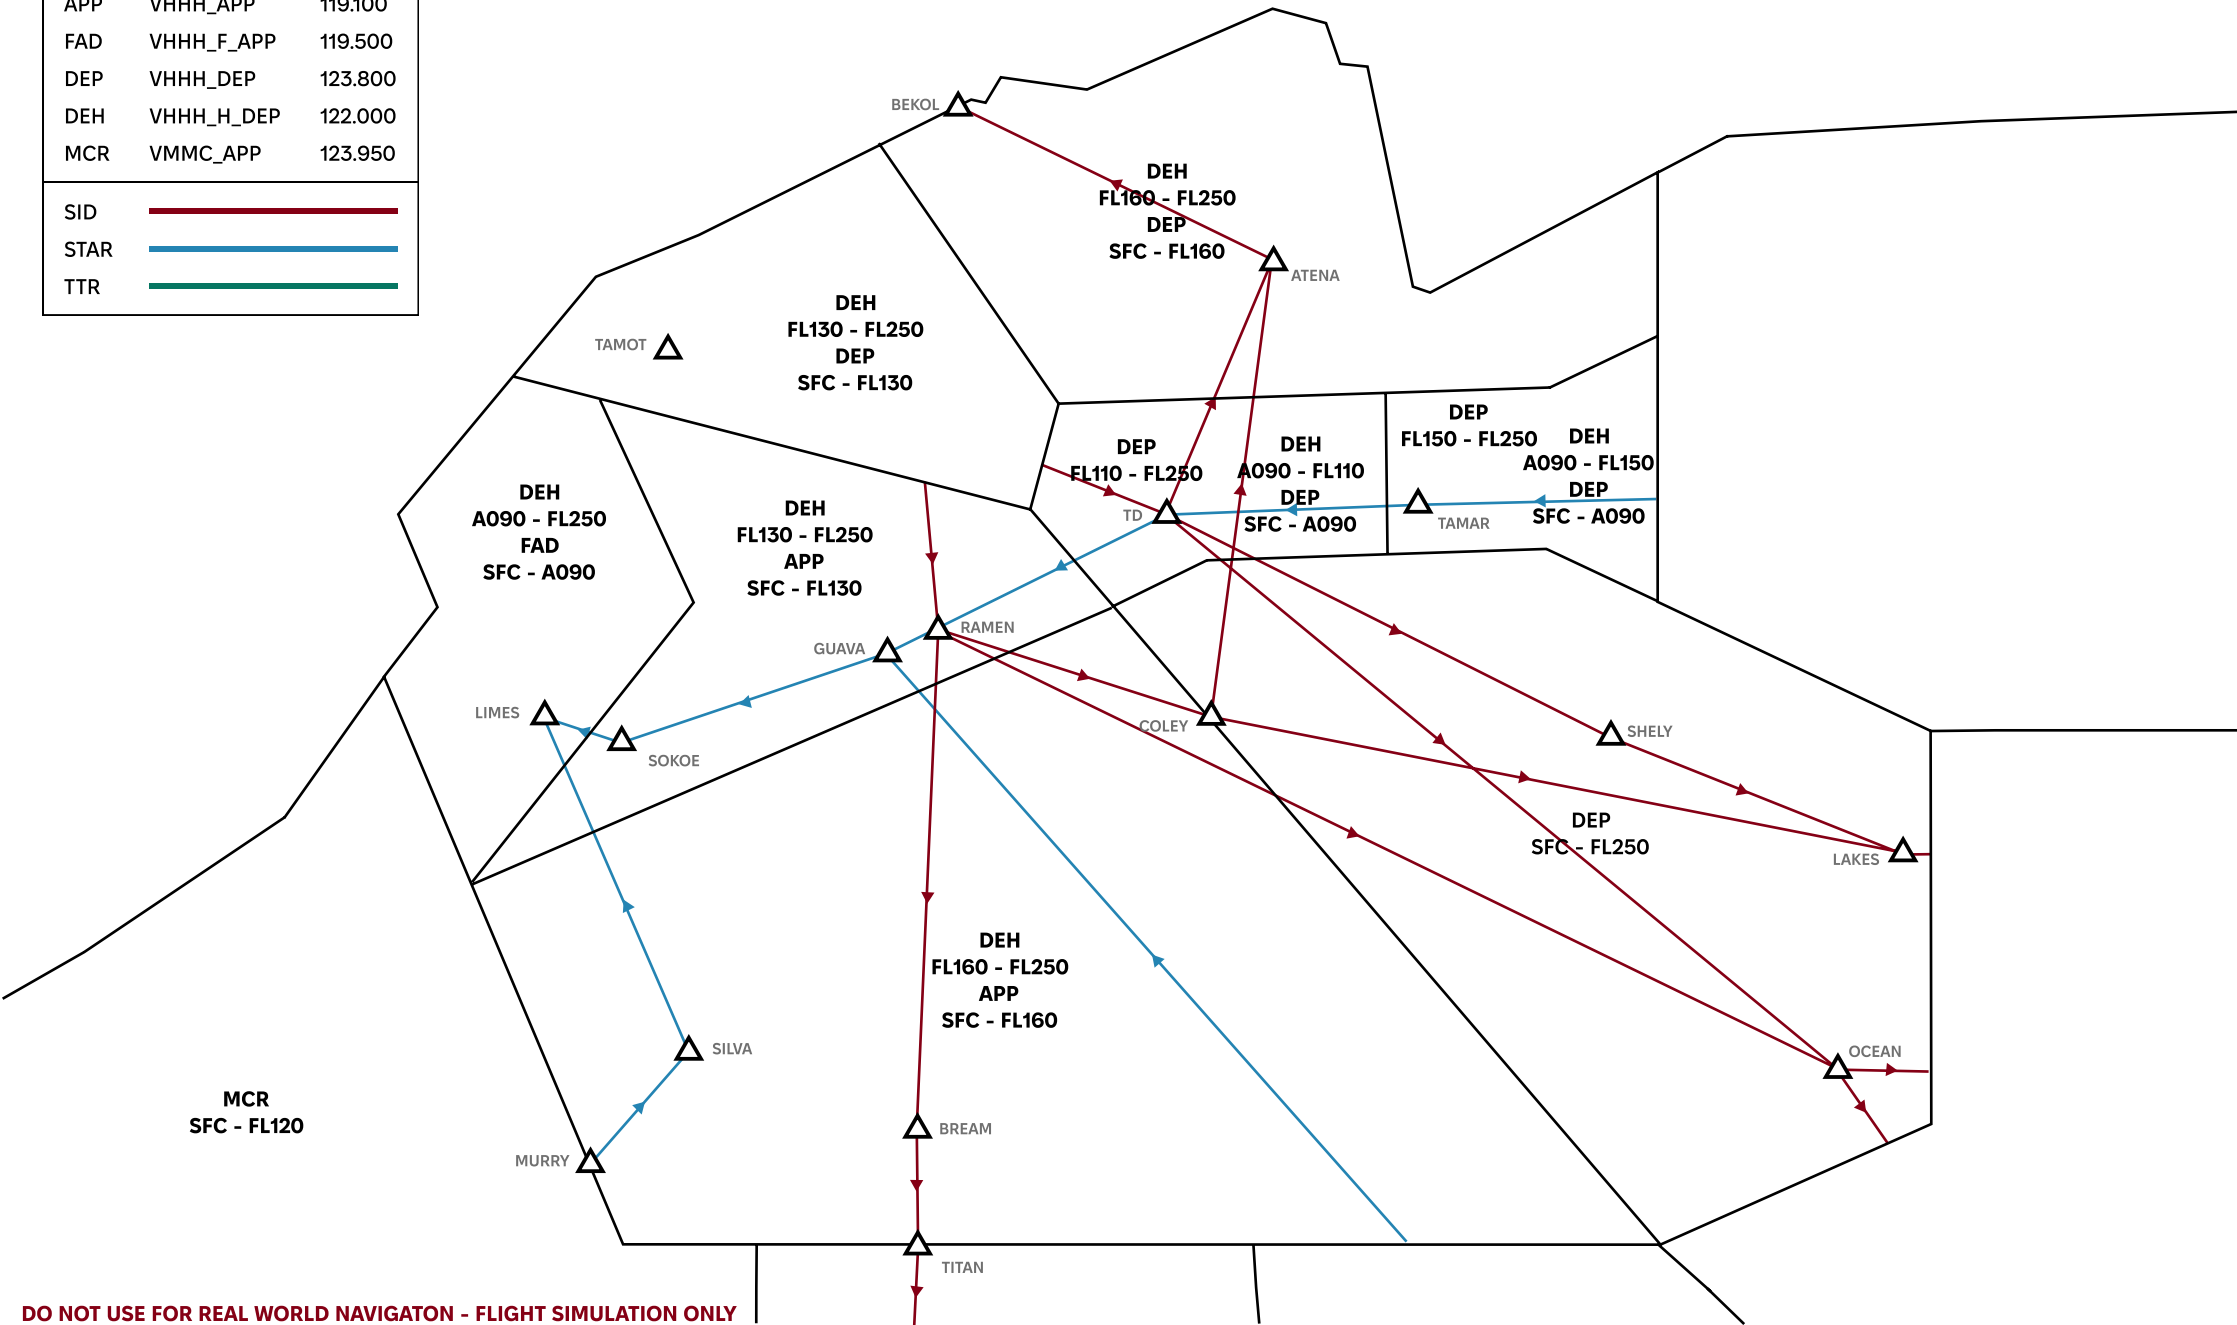 APP VHHH_APP 119.100
FAD VHHH_F_APP 119.500
DEP VHHH_DEP 123.800
DEH VHHH_H_DEP 122.000
MCR VMMC_APP 123.950
SID
STAR
TTR
BEKOL
DEH
FL160 - FL250
DEP
SFC - FL160
ATENA
TAMOT
DEH
FL130 - FL250
DEP
SFC - FL130
DEP
FL110 - FL250
DEH
A090 - FL110
DEP
SFC - A090
DEP
FL150 - FL250
DEH
A090 - FL150
DEP
SFC - A090
TD
TAMAR
DEH
A090 - FL250
FAD
SFC - A090
DEH
FL130 - FL250
APP
SFC - FL130
RAMEN
GUAVA
LIMES
SOKOE
COLEY
SHELY
DEP
SFC - FL250
LAKES
DEH
FL160 - FL250
APP
SFC - FL160
SILVA
OCEAN
MCR
SFC - FL120
BREAM
MURRY
TITAN
DO NOT USE FOR REAL WORLD NAVIGATON - FLIGHT SIMULATION ONLY